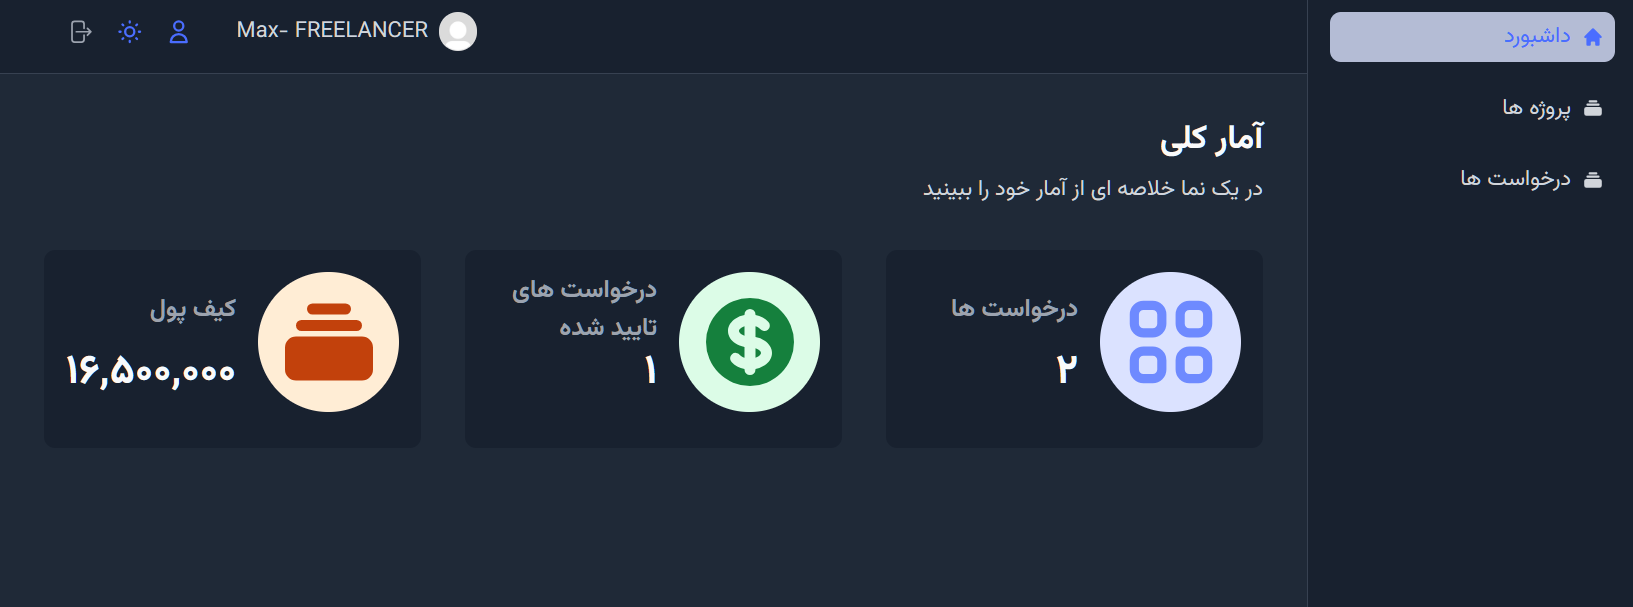 Max- FREELANCER
داشبورد
پروژه ها
درخواست ها
آمار کلی
در یک نما خلاصه ای از آمار خود را ببینید
درخواست ها
۲
درخواست های
تایید شده
۱
کیف پول
۱۶,۵۰۰,۰۰۰